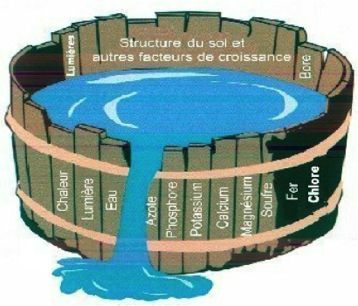 Lumières
Structure du sol et
autres facteurs de croissance
Bore
Chaleur
Lumière
Eau
Azote
Phosphore
Potassium
Calcium
Magnésium
Soufre
Fer
Chlore